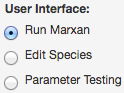 User Interface:
Run Marxan
Edit Species
Parameter Testing